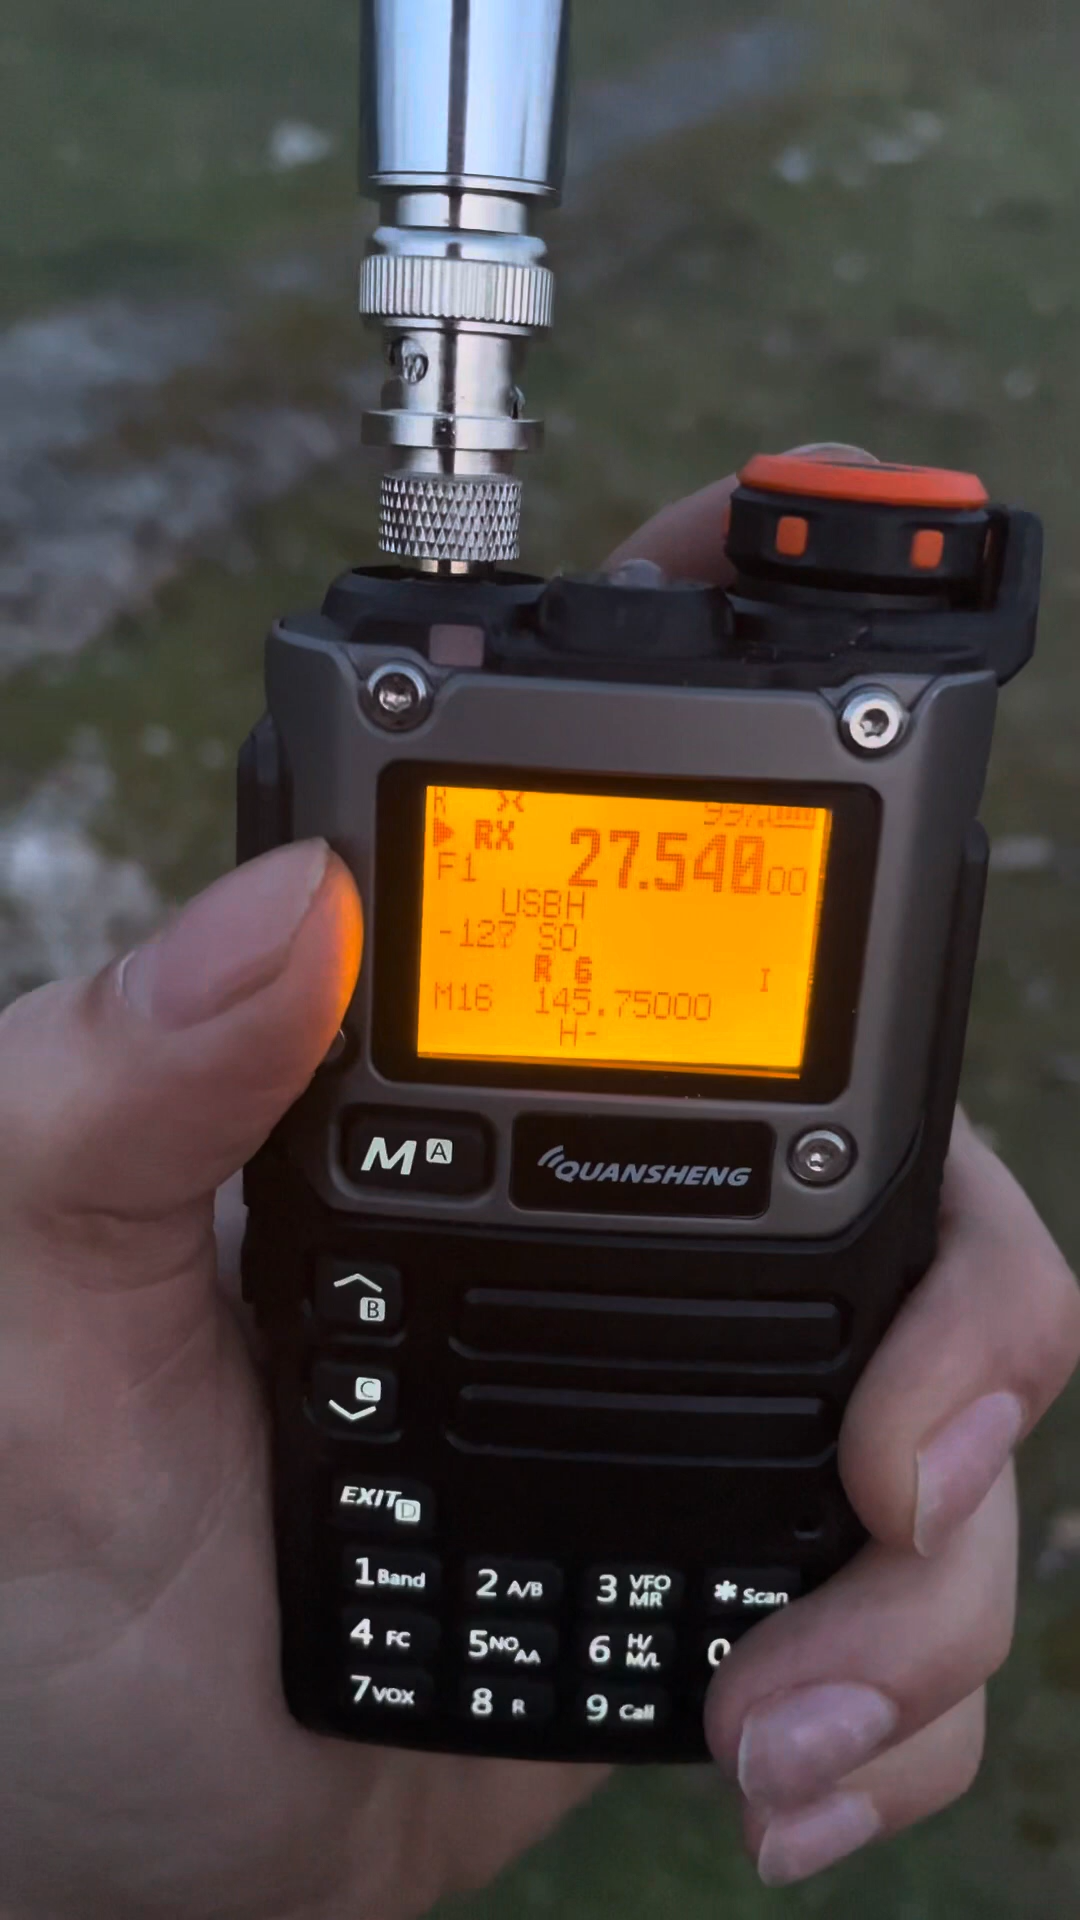 R
RX 27.54000
F1
USBH
-127 S0
R 6 I
M16 145.75000
H-
M A
QUANSHENG
B
C
EXIT D
1 Band 2 A/B 3 VFO MR * Scan
4 FC 5 NOAA 6 H/M/L 0
7 VOX 8 R 9 Call